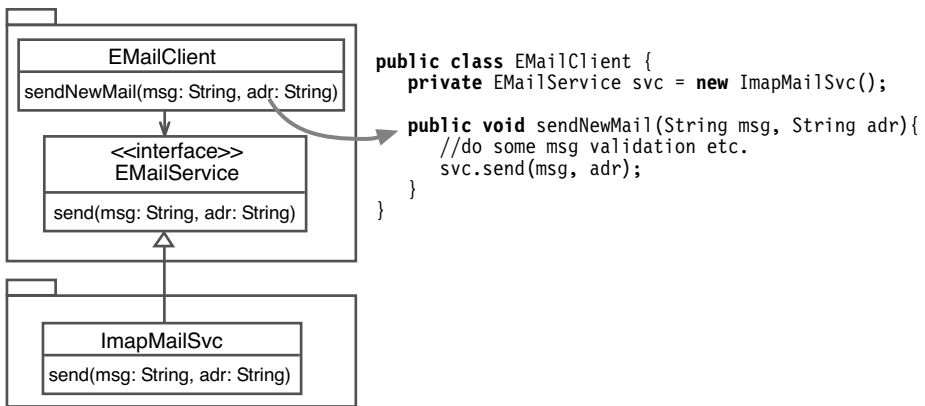 EMailClient
sendNewMail(msg: String, adr: String)
<<interface>>
EMailService
send(msg: String, adr: String)
ImapMailSvc
send(msg: String, adr: String)
public class EMailClient {
private EMailService svc = new ImapMailSvc();
public void sendNewMail(String msg, String adr){
//do some msg validation etc.
svc.send(msg, adr);
}
}